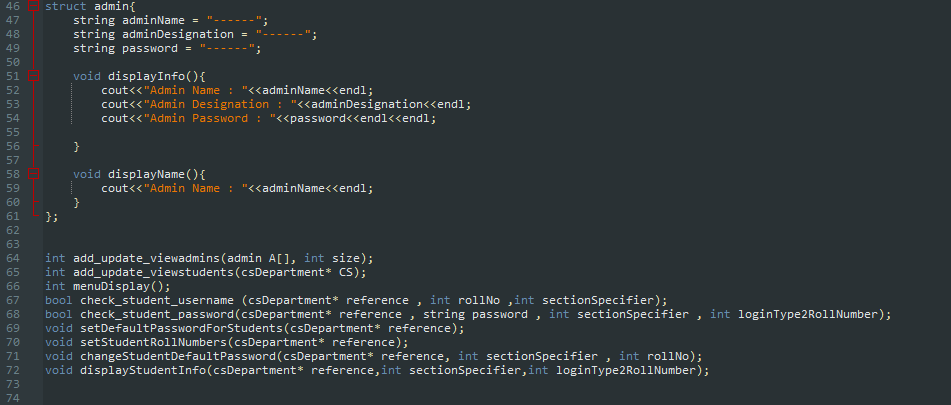 46 struct admin{
47 string adminName = "------";
48 string adminDesignation = "------";
49 string password = "------";
50
51 void displayInfo(){
52 cout<<"Admin Name : "<<adminName<<endl;
53 cout<<"Admin Designation : "<<adminDesignation<<endl;
54 cout<<"Admin Password : "<<password<<endl<<endl;
55
56 }
57
58 void displayName(){
59 cout<<"Admin Name : "<<adminName<<endl;
60 }
61 };
62
63
64 int add_update_viewadmins(admin A[], int size);
65 int add_update_viewstudents(csDepartment* CS);
66 int menuDisplay();
67 bool check_student_username (csDepartment* reference , int rollNo ,int sectionSpecifier);
68 bool check_student_password(csDepartment* reference , string password , int sectionSpecifier , int loginType2RollNumber);
69 void setDefaultPasswordForStudents(csDepartment* reference);
70 void setStudentRollNumbers(csDepartment* reference);
71 void changeStudentDefaultPassword(csDepartment* reference, int sectionSpecifier , int rollNo);
72 void displayStudentInfo(csDepartment* reference,int sectionSpecifier,int loginType2RollNumber);
73
74